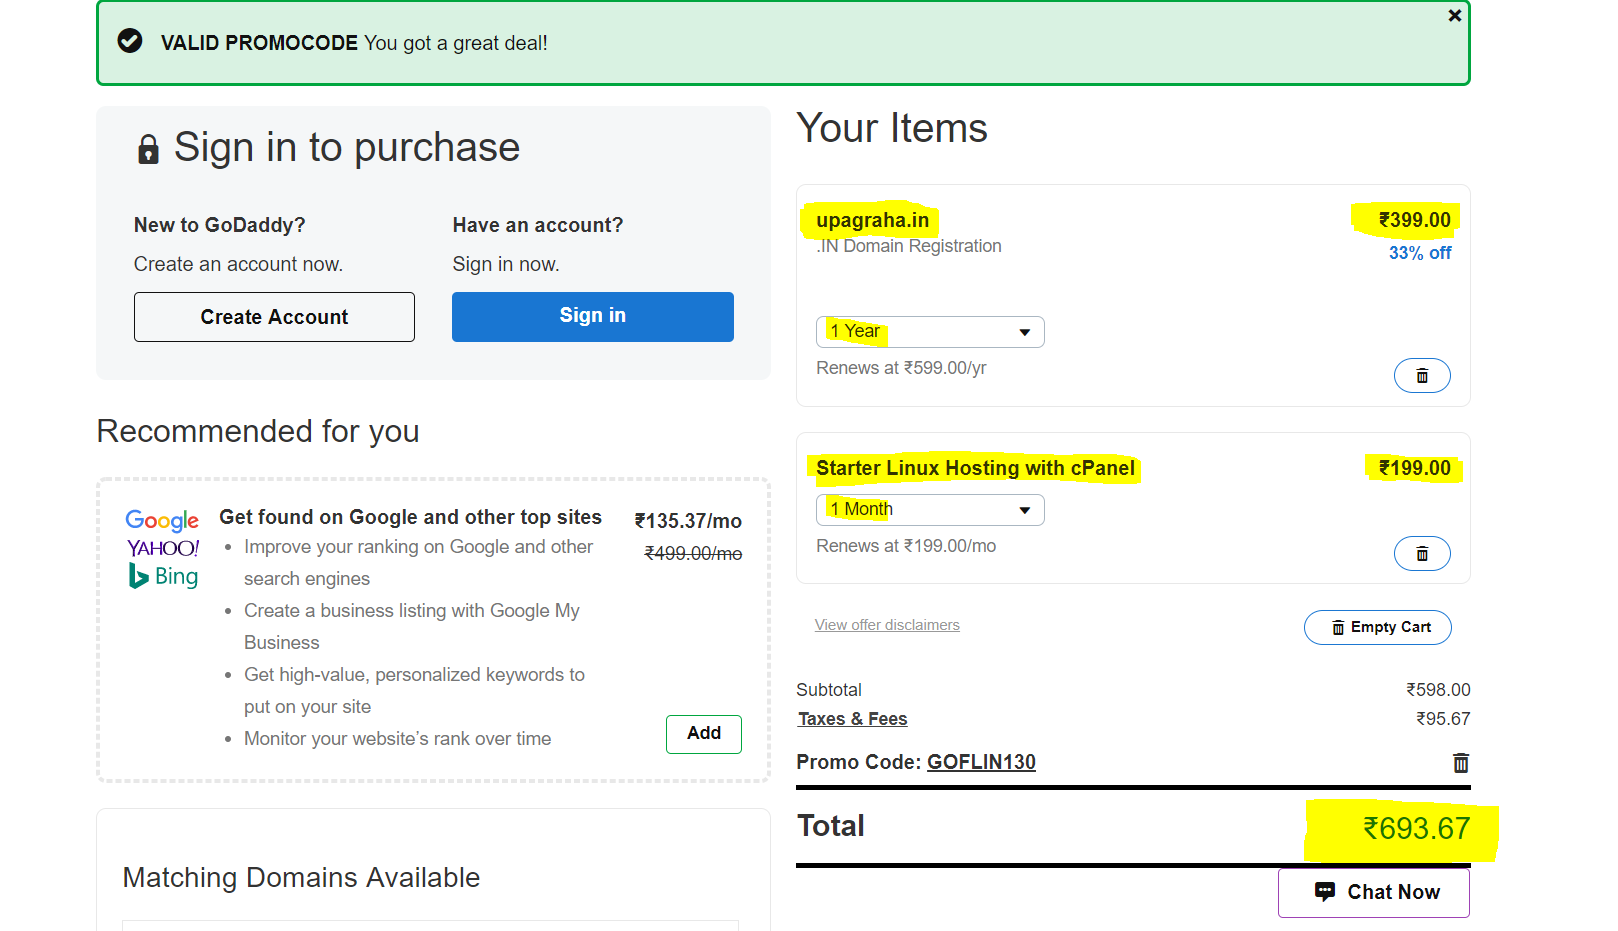 VALID PROMOCODE You got a great deal!
Sign in to purchase
New to GoDaddy?
Create an account now.
Create Account
Have an account?
Sign in now.
Sign in
Recommended for you
Google
YAHOO!
Bing
Get found on Google and other top sites
₹135.37/mo
₹499.00/mo
• Improve your ranking on Google and other
search engines
• Create a business listing with Google My
Business
• Get high-value, personalized keywords to
put on your site
• Monitor your website’s rank over time
Add
Matching Domains Available
Your Items
upagraha.in
₹399.00
.IN Domain Registration
33% off
1 Year
Renews at ₹599.00/yr
Starter Linux Hosting with cPanel
₹199.00
1 Month
Renews at ₹199.00/mo
View offer disclaimers
Empty Cart
Subtotal
₹598.00
Taxes & Fees
₹95.67
Promo Code: GOFLIN130
Total
₹693.67
Chat Now